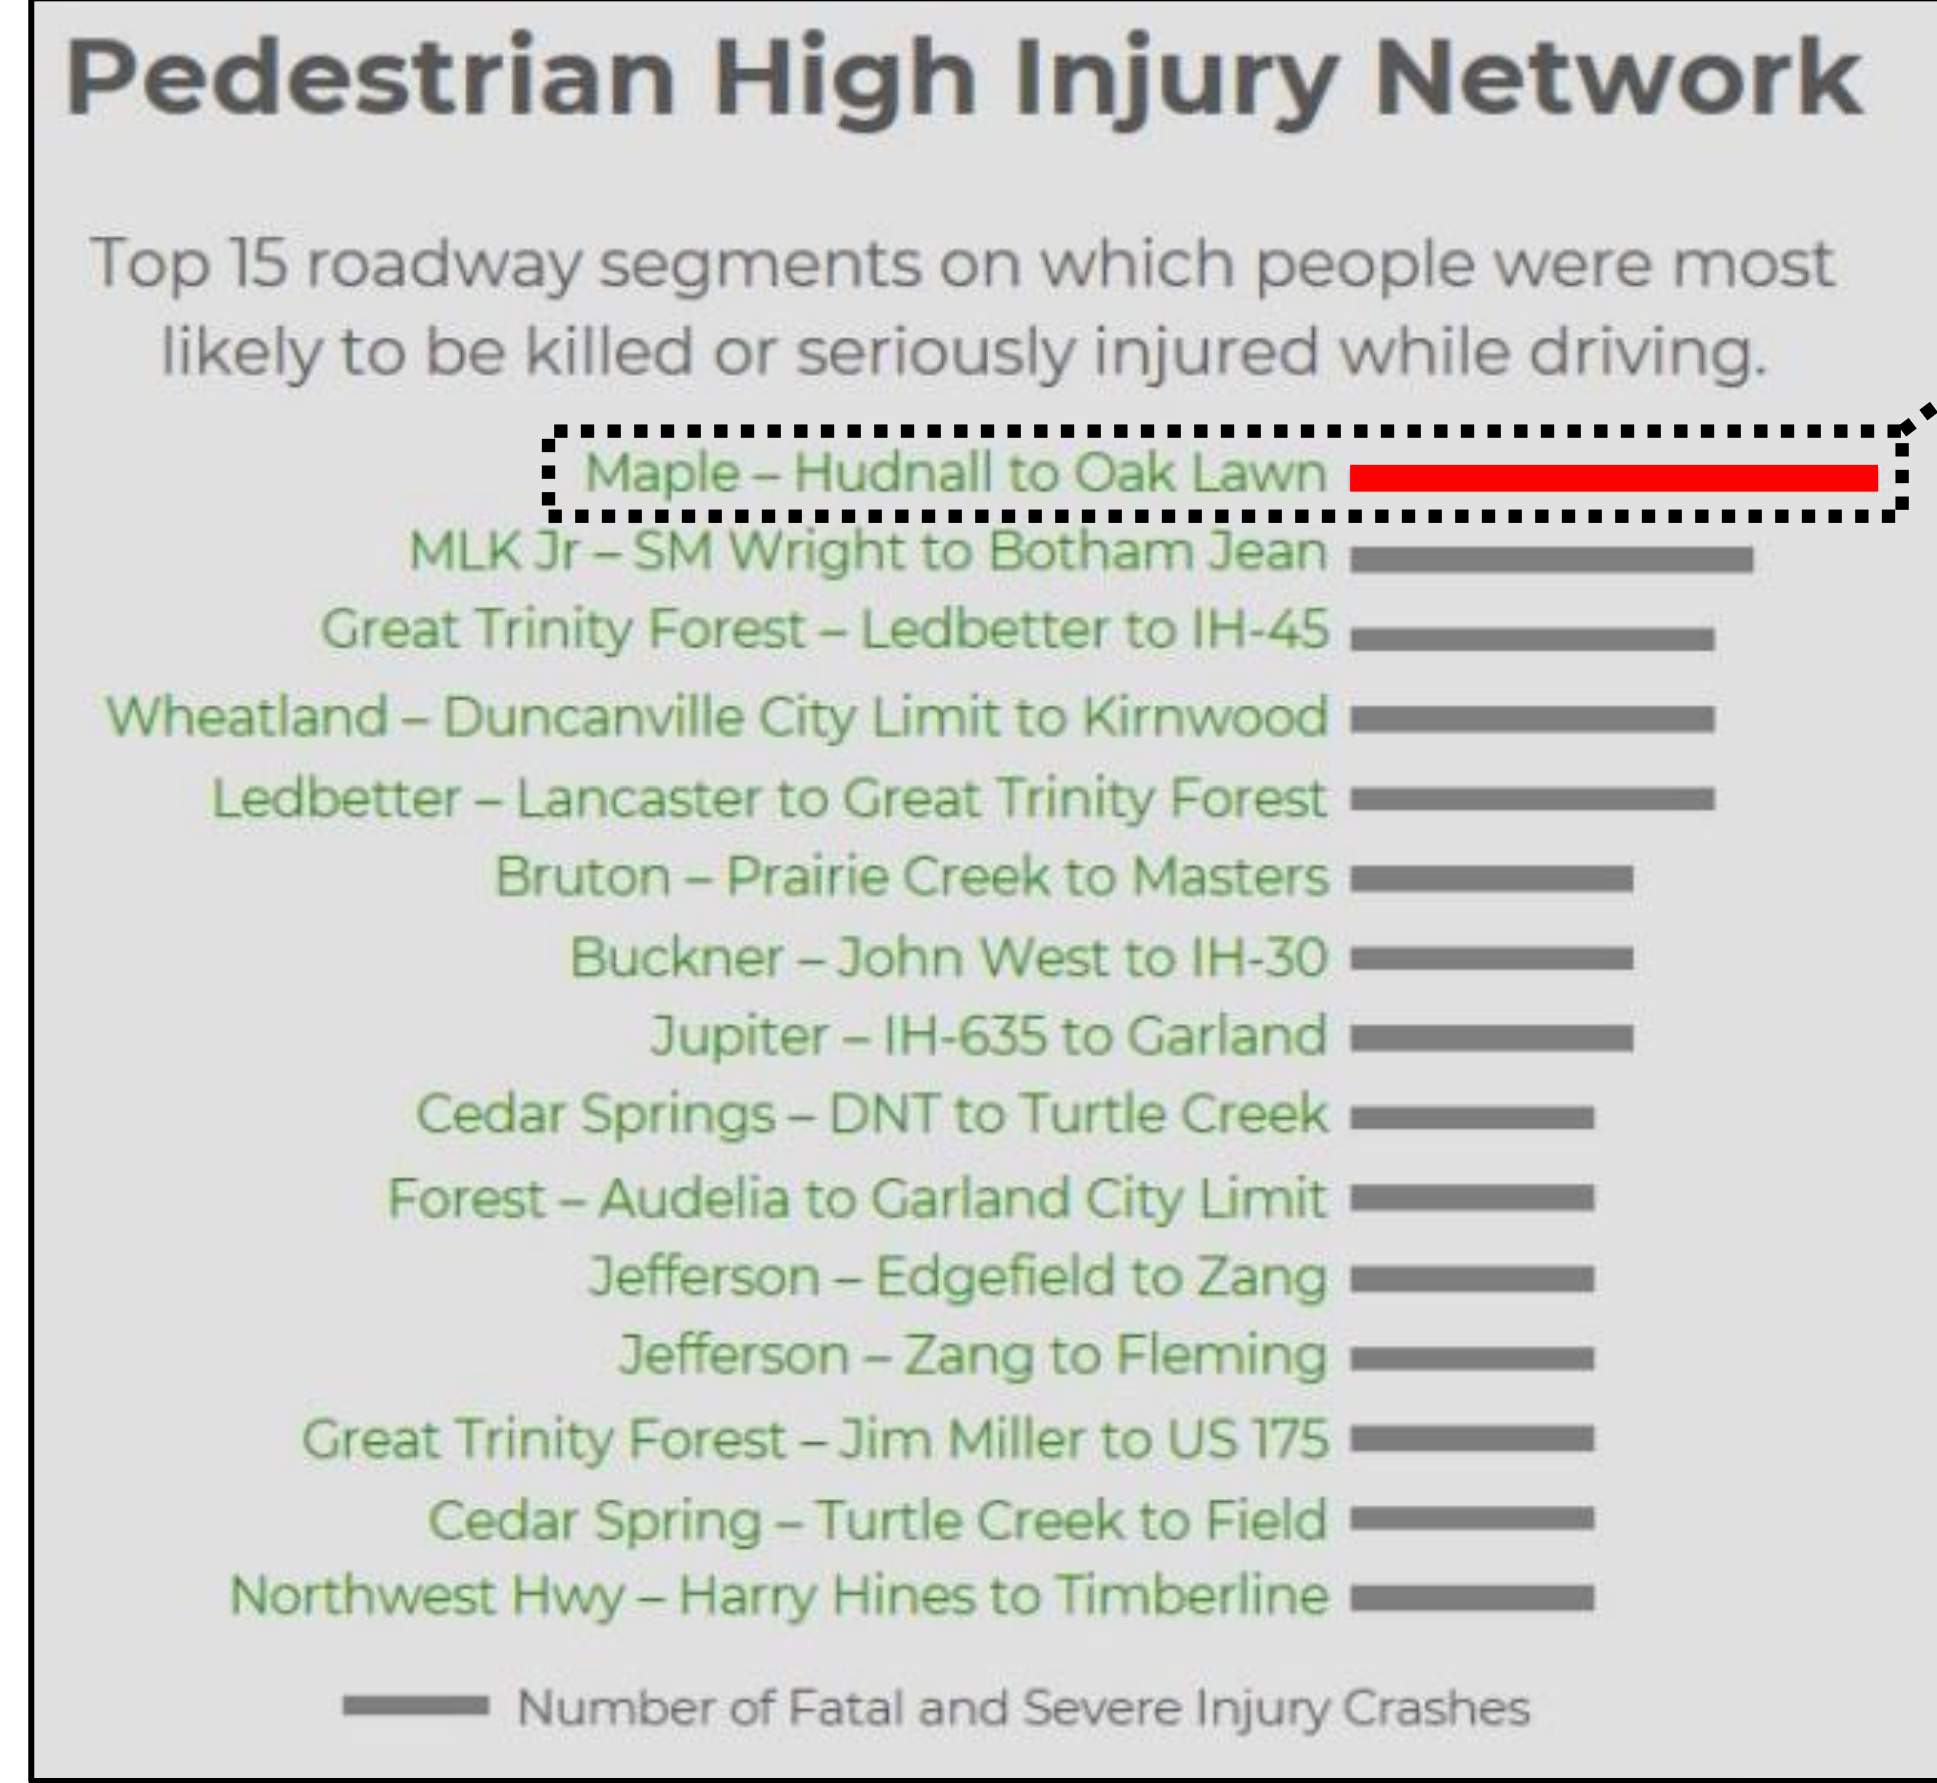 Pedestrian High Injury Network
Top 15 roadway segments on which people were most
likely to be killed or seriously injured while driving.
Maple – Hudnall to Oak Lawn
MLK Jr – SM Wright to Botham Jean
Great Trinity Forest – Ledbetter to IH-45
Wheatland – Duncanville City Limit to Kirnwood
Ledbetter – Lancaster to Great Trinity Forest
Bruton – Prairie Creek to Masters
Buckner – John West to IH-30
Jupiter – IH-635 to Garland
Cedar Springs – DNT to Turtle Creek
Forest – Audelia to Garland City Limit
Jefferson – Edgefield to Zang
Jefferson – Zang to Fleming
Great Trinity Forest – Jim Miller to US 175
Cedar Spring – Turtle Creek to Field
Northwest Hwy – Harry Hines to Timberline
Number of Fatal and Severe Injury Crashes